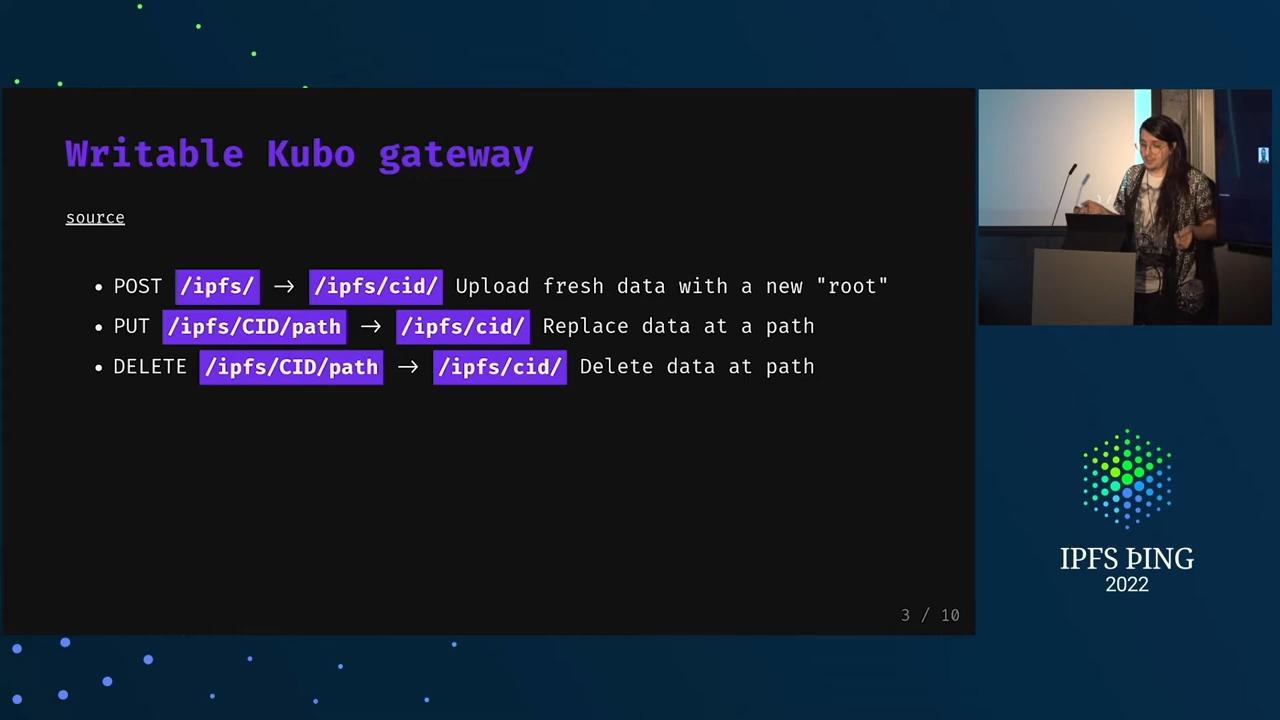 Writable Kubo gateway
source
• POST /ipfs/ → /ipfs/cid/ Upload fresh data with a new "root"
• PUT /ipfs/CID/path → /ipfs/cid/ Replace data at a path
• DELETE /ipfs/CID/path → /ipfs/cid/ Delete data at path
3 / 10
IPFS ÞING
2022